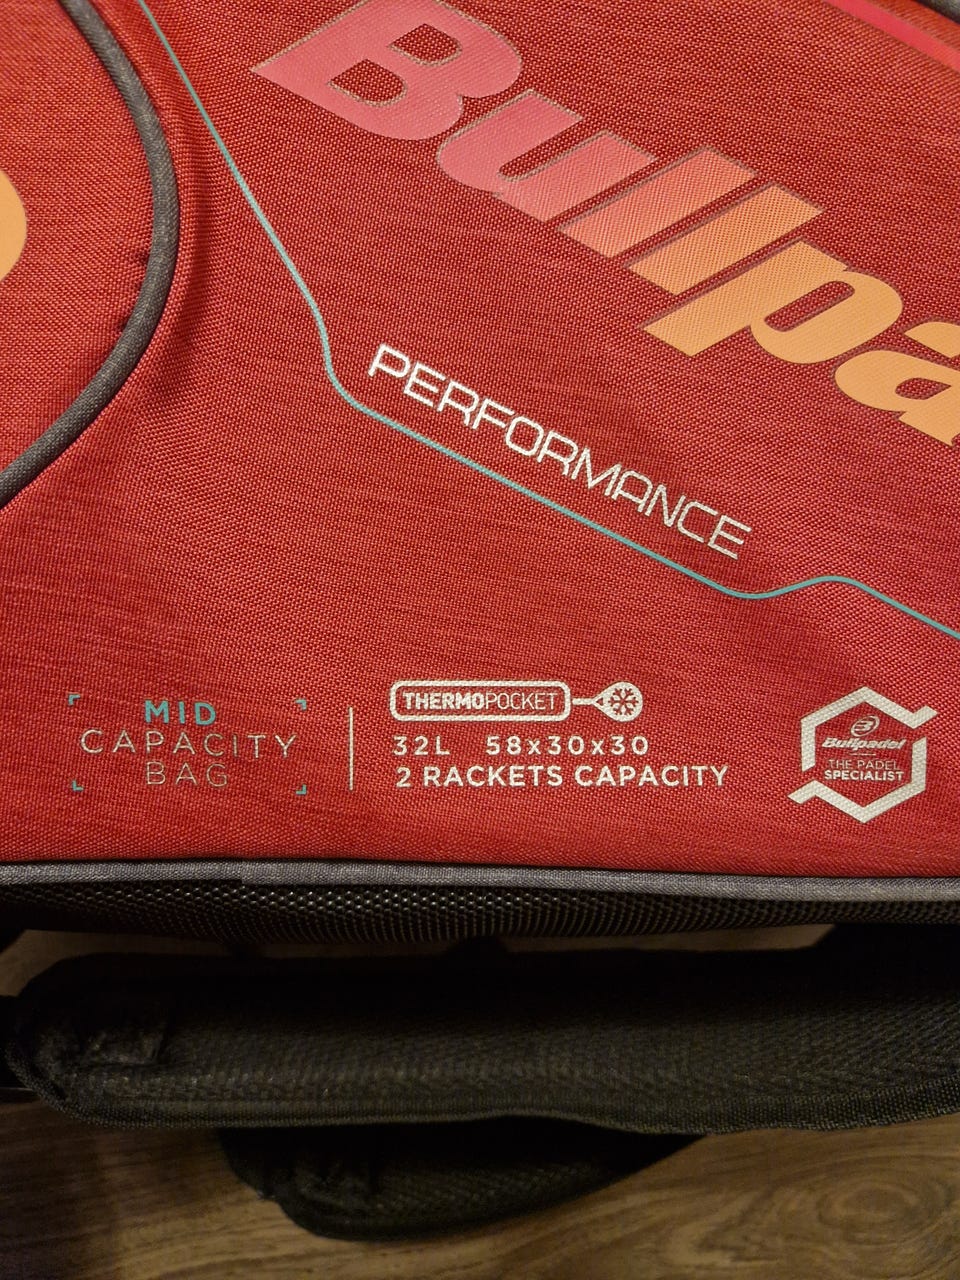 Bullpa
PERFORMANCE
MID
CAPACITY
BAG
THERMOPOCKET
32L 58x30x30
2 RACKETS CAPACITY
Bullpadel
THE PADEL
SPECIALIST